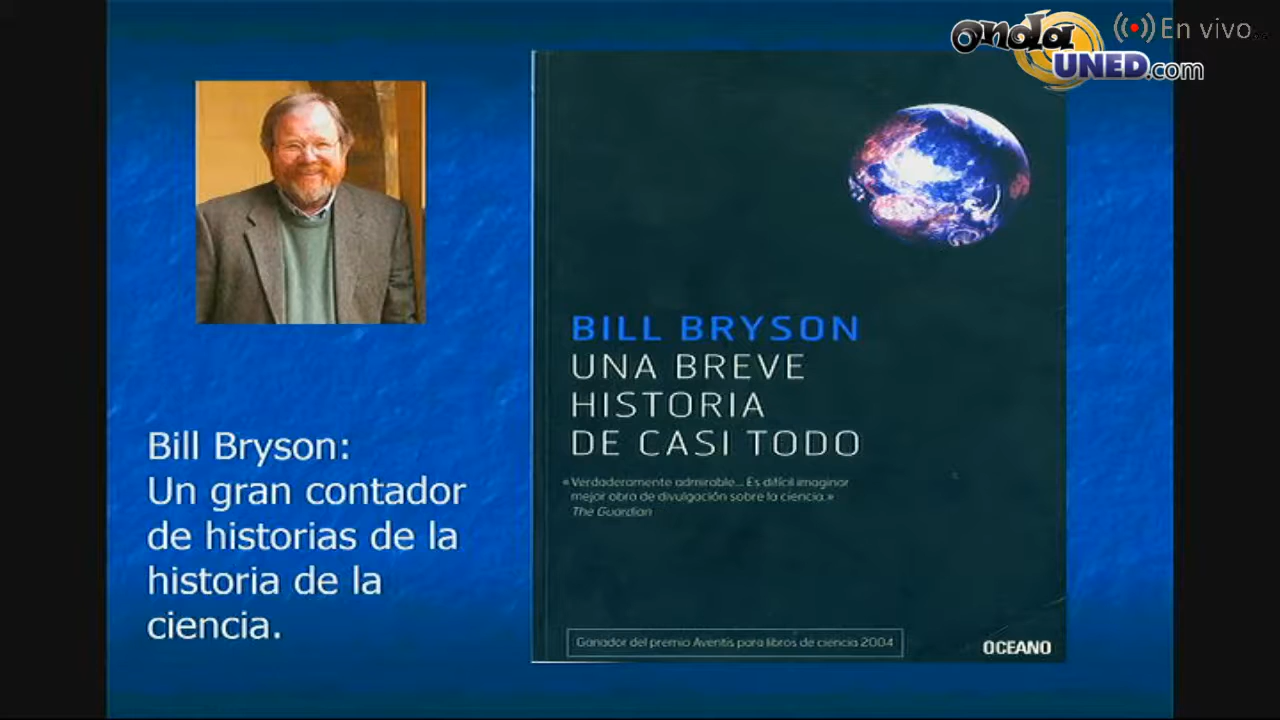 onda
UNED.com
En vivo
Bill Bryson:
Un gran contador
de historias de la
historia de la
ciencia.
BILL BRYSON
UNA BREVE
HISTORIA
DE CASI TODO
«Verdaderamente admirable... Es difícil imaginar
mejor obra de divulgación sobre la ciencia.»
The Guardian
Ganador del premio Aventis para libros de ciencia 2004
OCEANO